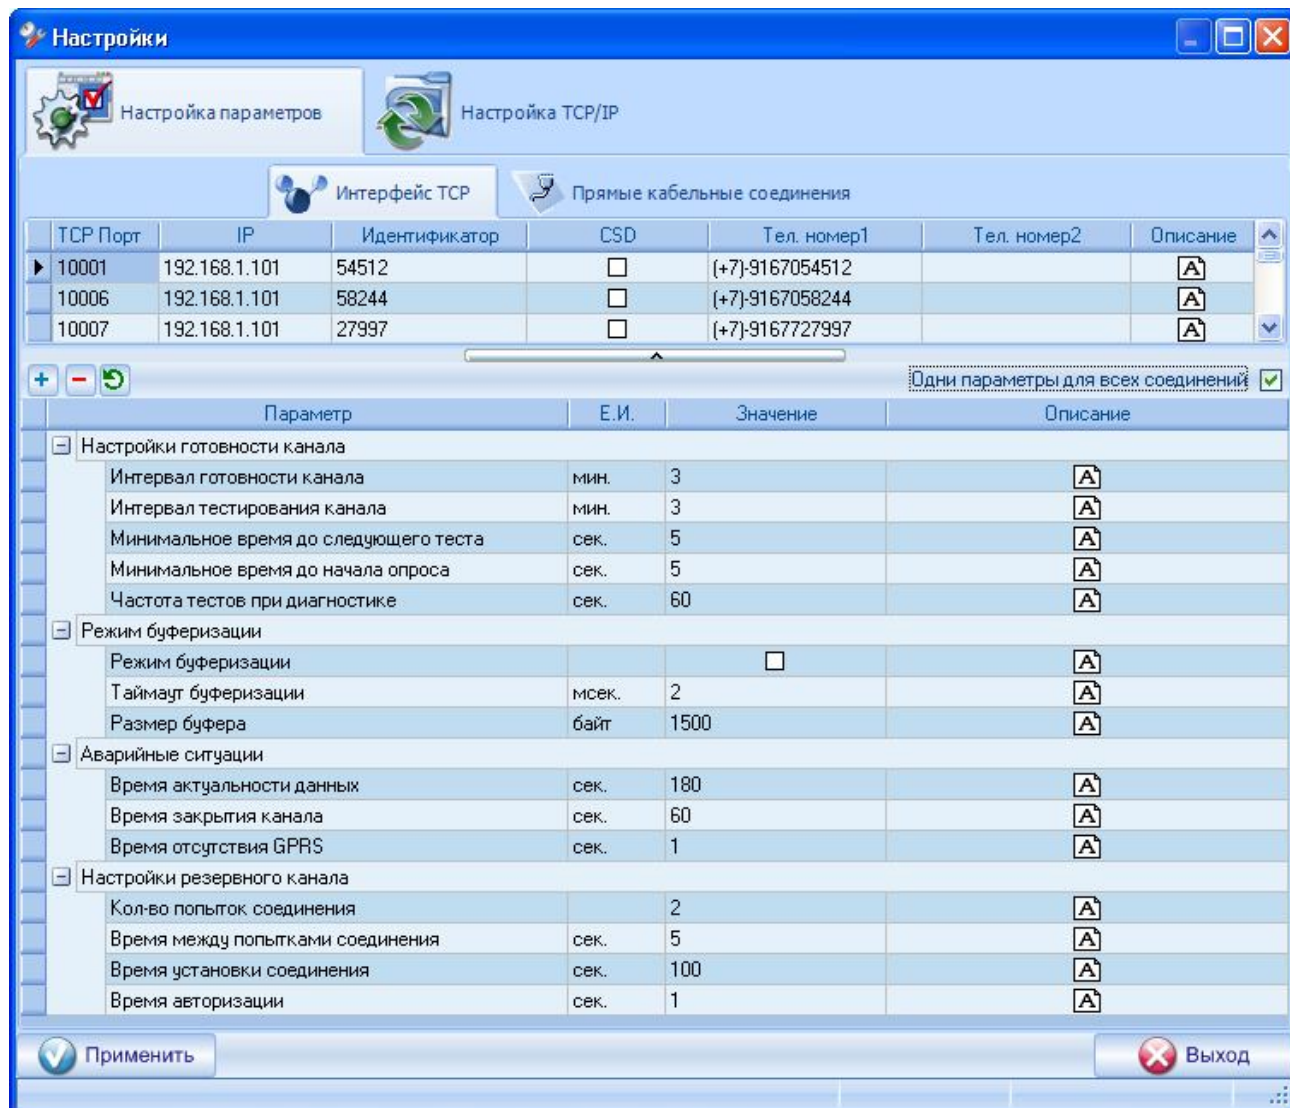 Настройки
Настройка параметров Настройка TCP/IP
Интерфейс TCP Прямые кабельные соединения
TCP Порт IP Идентификатор CSD Тел. номер1 Тел. номер2 Описание
10001 192.168.1.101 54512 (+7)-9167054512 A
10006 192.168.1.101 58244 (+7)-9167058244 A
10007 192.168.1.101 27997 (+7)-9167727997 A
Одни параметры для всех соединений
Параметр Е.И. Значение Описание
Настройки готовности канала
Интервал готовности канала мин. 3 A
Интервал тестирования канала мин. 3 A
Минимальное время до следующего теста сек. 5 A
Минимальное время до начала опроса сек. 5 A
Частота тестов при диагностике сек. 60 A
Режим буферизации
Режим буферизации A
Таймаут буферизации мсек. 2 A
Размер буфера байт 1500 A
Аварийные ситуации
Время актуальности данных сек. 180 A
Время закрытия канала сек. 60 A
Время отсутствия GPRS сек. 1 A
Настройки резервного канала
Кол-во попыток соединения 2 A
Время между попытками соединения сек. 5 A
Время установки соединения сек. 100 A
Время авторизации сек. 1 A
Применить Выход